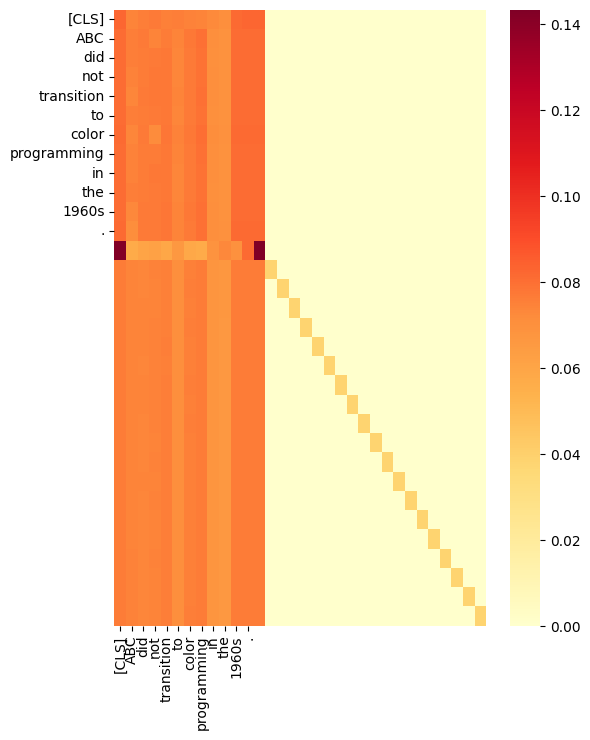 [CLS]
ABC
did
not
transition
to
color
programming
in
the
1960s
.
0.14
0.12
0.10
0.08
0.06
0.04
0.02
0.00
[CLS]
ABC
did
not
transition
to
color
programming
in
the
1960s
.